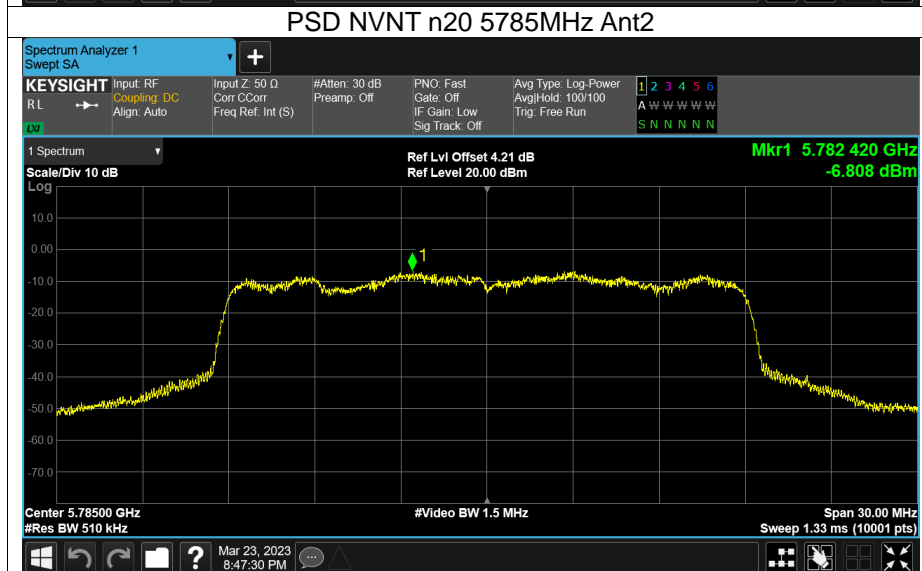 PSD NVNT n20 5785MHz Ant2
Spectrum Analyzer 1
Swept SA
+
KEYSIGHT Input: RF Input Z: 50 Ω #Atten: 30 dB PNO: Fast Avg Type: Log-Power 1 2 3 4 5 6
RL Coupling: DC Corr CCorr Preamp: Off Gate: Off Avg|Hold: 100/100 A W W W W W
Align: Auto Freq Ref: Int (S) IF Gain: Low Trig: Free Run
LXI Sig Track: Off S N N N N N
1 Spectrum Ref Lvl Offset 4.21 dB Mkr1 5.782 420 GHz
Scale/Div 10 dB Ref Level 20.00 dBm -6.808 dBm
Log
10.0
0.00
1
-10.0
-20.0
-30.0
-40.0
-50.0
-60.0
-70.0
Center 5.78500 GHz #Video BW 1.5 MHz Span 30.00 MHz
#Res BW 510 kHz Sweep 1.33 ms (10001 pts)
? Mar 23, 2023
8:47:30 PM